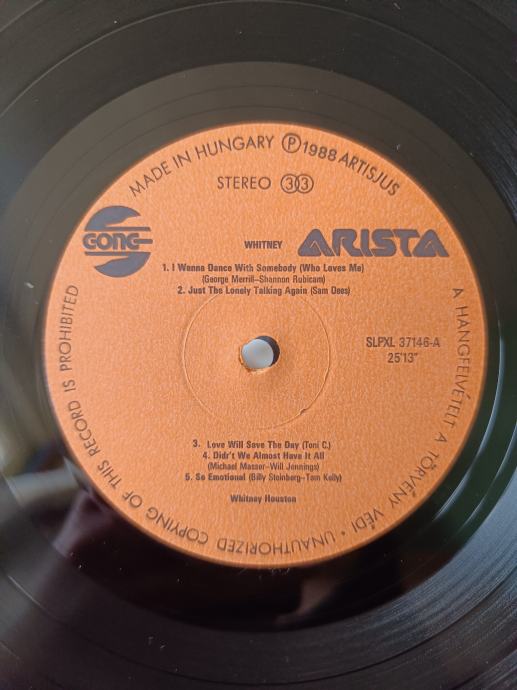 MADE IN HUNGARY Ⓟ 1988 ARTISJUS
STEREO 33
GONG
WHITNEY
ARISTA
1. I Wanna Dance With Somebody (Who Loves Me)
(George Merrill–Shannon Rubicam)
2. Just The Lonely Talking Again (Sam Dees)
SLPXL 37146-A
25'13"
3. Love Will Save The Day (Toni C.)
4. Didr't We Almost Have It All
(Michael Masser–Will Jennings)
5. So Emotional (Billy Steinberg–Tom Kelly)
Whitney Houston
A HANGFELVÉTELT A TÖRVÉNY VÉDI • UNAUTHORIZED COPYING OF THIS RECORD IS PROHIBITED